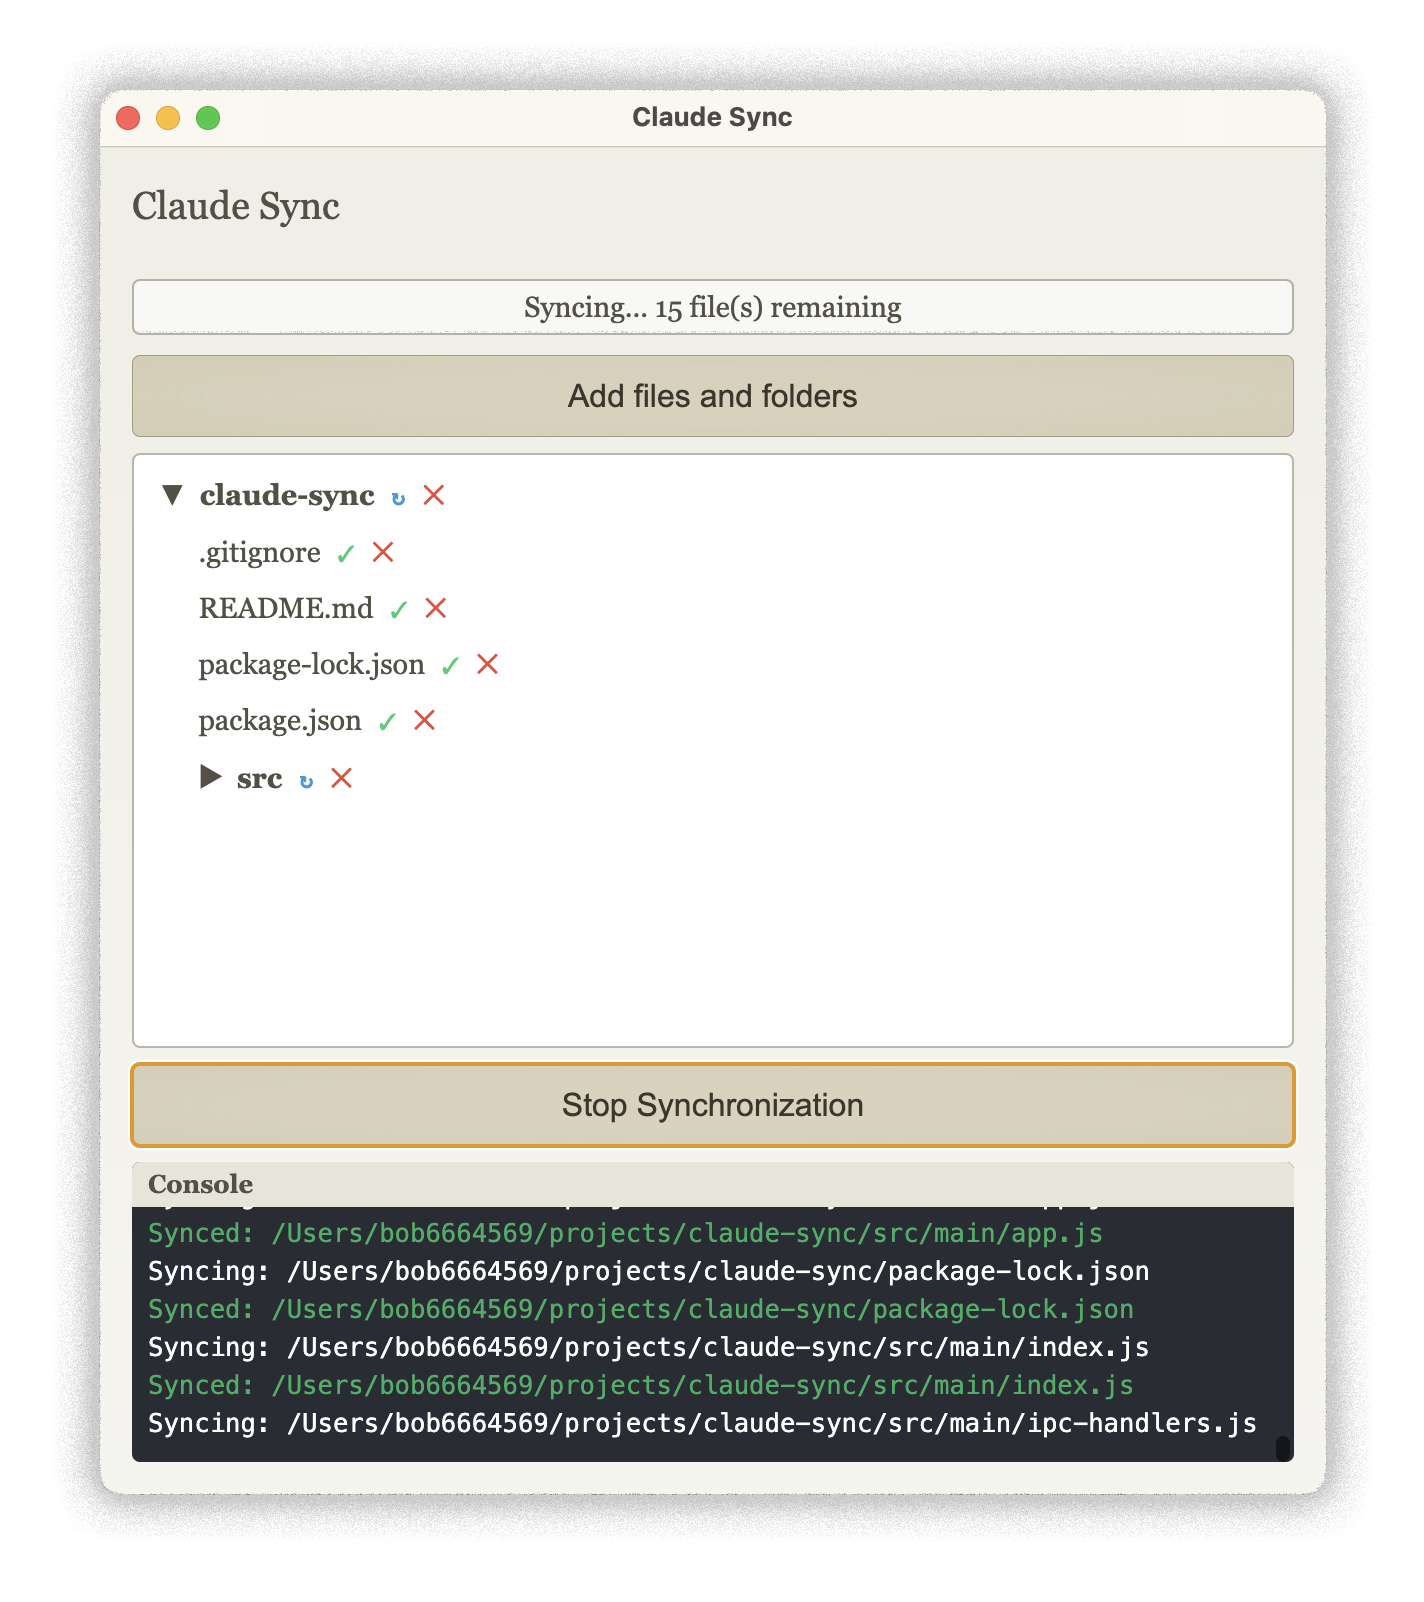 Claude Sync
Claude Sync
Syncing... 15 file(s) remaining
Add files and folders
▼ claude-sync ↻ ✕
.gitignore ✓ ✕
README.md ✓ ✕
package-lock.json ✓ ✕
package.json ✓ ✕
▶ src ↻ ✕
Stop Synchronization
Console
Synced: /Users/bob6664569/projects/claude-sync/src/main/app.js
Syncing: /Users/bob6664569/projects/claude-sync/package-lock.json
Synced: /Users/bob6664569/projects/claude-sync/package-lock.json
Syncing: /Users/bob6664569/projects/claude-sync/src/main/index.js
Synced: /Users/bob6664569/projects/claude-sync/src/main/index.js
Syncing: /Users/bob6664569/projects/claude-sync/src/main/ipc-handlers.js